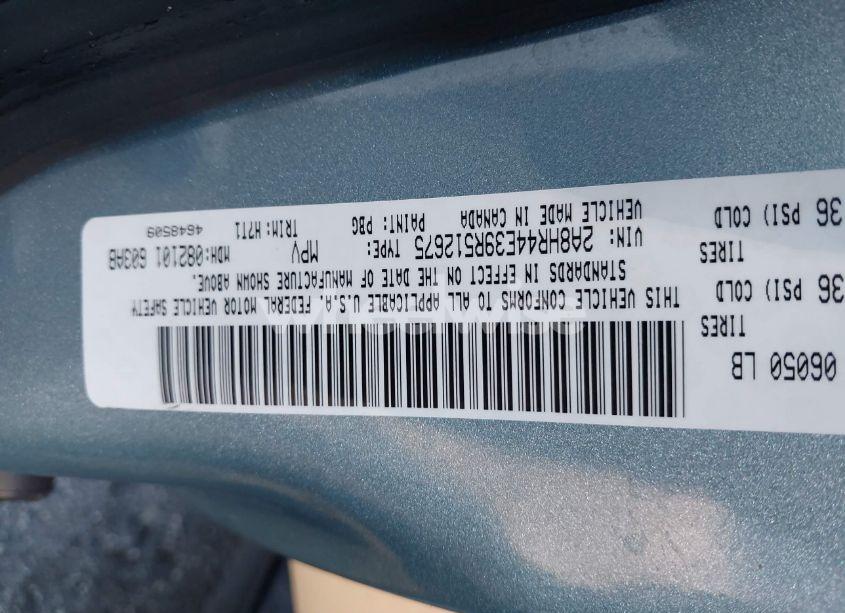 06050 LB
TIRES
36 PSI) COLD
TIRES
36 PSI) COLD
THIS VEHICLE CONFORMS TO ALL APPLICABLE U.S.A. FEDERAL MOTOR VEHICLE SAFETY
STANDARDS IN EFFECT ON THE DATE OF MANUFACTURE SHOWN ABOVE.
VIN: 2A8HR44E39R512675 TYPE: MPV MDH:082101 603AB
VEHICLE MADE IN CANADA PAINT: PBG TRIM: H7T1
4648509
wheelwise